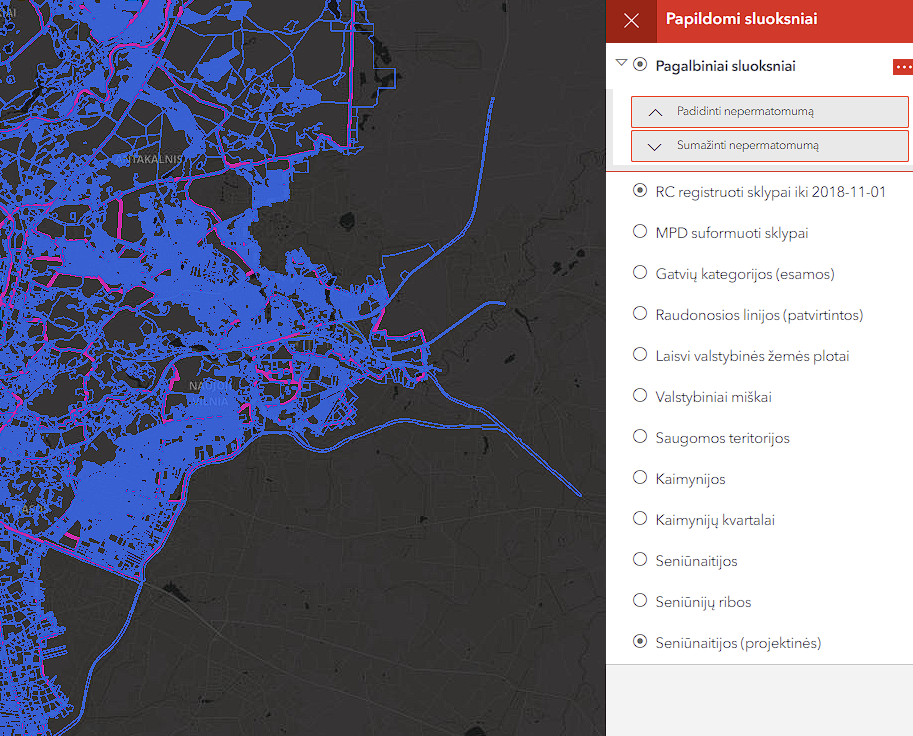 Papildomi sluoksniai
Pagalbiniai sluoksniai
Padidinti nepermatomumą
Sumažinti nepermatomumą
RC registruoti sklypai iki 2018-11-01
MPD suformuoti sklypai
Gatvių kategorijos (esamos)
Raudonosios linijos (patvirtintos)
Laisvi valstybinės žemės plotai
Valstybiniai miškai
Saugomos teritorijos
Kaimynijos
Kaimynijų kvartalai
Seniūnaitijos
Seniūnijų ribos
Seniūnaitijos (projektinės)
ANTAKALNIS